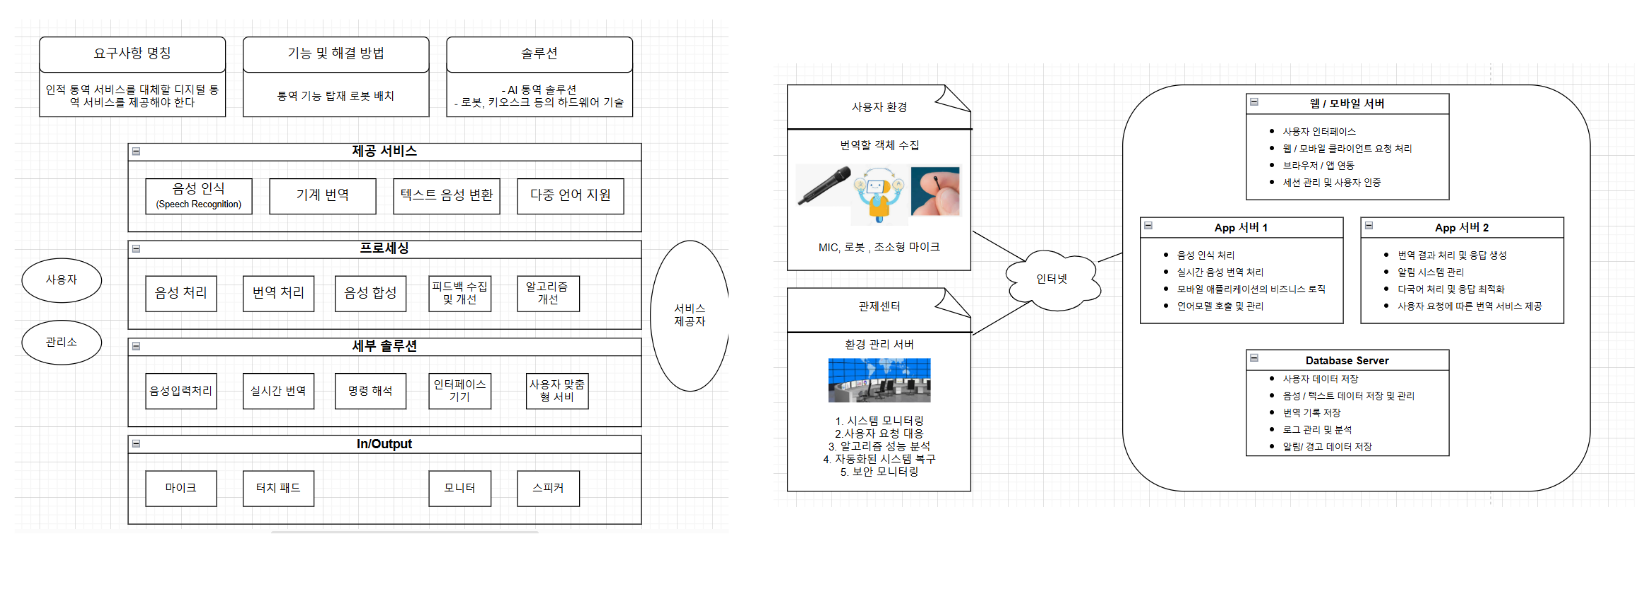 요구사항 명칭
인적 통역 서비스를 대체할 디지털 통
역 서비스를 제공해야 한다
기능 및 해결 방법
통역 기능 탑재 로봇 배치
솔루션
- AI 통역 솔루션
- 로봇, 키오스크 등의 하드웨어 기술
제공 서비스
음성 인식
(Speech Recognition)
기계 번역
텍스트 음성 변환
다중 언어 지원
프로세싱
음성 처리
번역 처리
음성 합성
피드백 수집
및 개선
알고리즘
개선
세부 솔루션
음성입력처리
실시간 번역
명령 해석
인터페이스
기기
사용자 맞춤
형 서비
In/Output
마이크
터치 패드
모니터
스피커
사용자
관리소
서비스
제공자
사용자 환경
번역할 객체 수집
MIC, 로봇 , 초소형 마이크
관제센터
환경 관리 서버
1. 시스템 모니터링
2.사용자 요청 대응
3. 알고리즘 성능 분석
4. 자동화된 시스템 복구
5. 보안 모니터링
인터넷
웹 / 모바일 서버
사용자 인터페이스
웹 / 모바일 클라이언트 요청 처리
브라우저 / 앱 연동
세션 관리 및 사용자 인증
App 서버 1
음성 인식 처리
실시간 음성 번역 처리
모바일 애플리케이션의 비즈니스 로직
언어모델 호출 및 관리
App 서버 2
번역 결과 처리 및 응답 생성
알림 시스템 관리
다국어 처리 및 응답 최적화
사용자 요청에 따른 번역 서비스 제공
Database Server
사용자 데이터 저장
음성 / 텍스트 데이터 저장 및 관리
번역 기록 저장
로그 관리 및 분석
알림/ 경고 데이터 저장